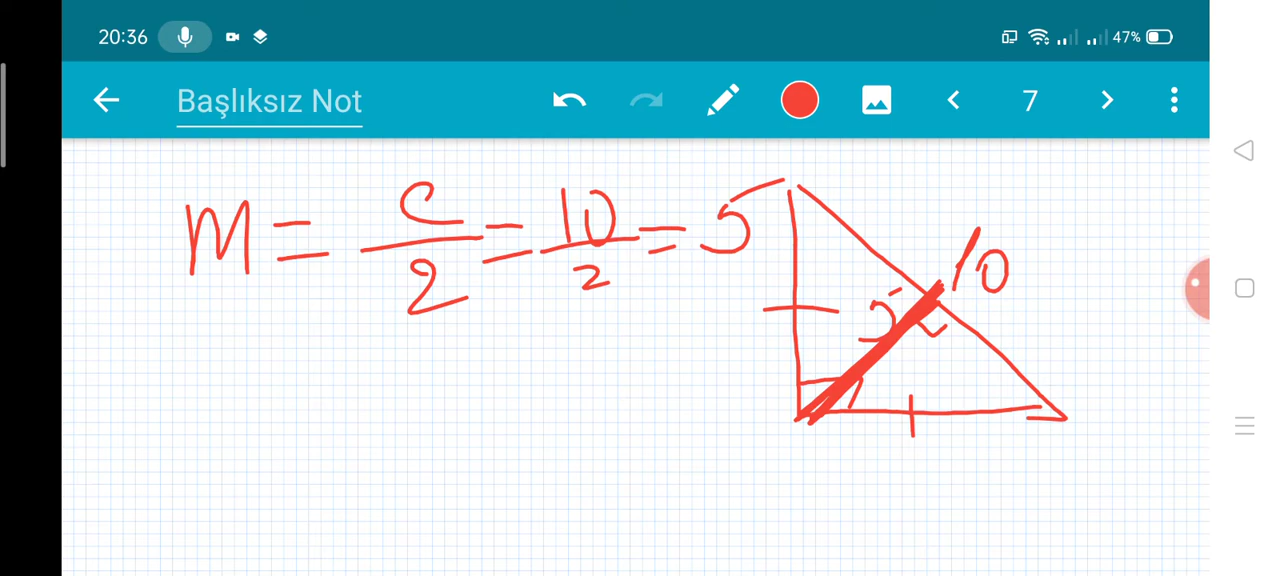 20:36 47%
Başlıksız Not 7
M = c/2 = 10/2 = 5
10
5